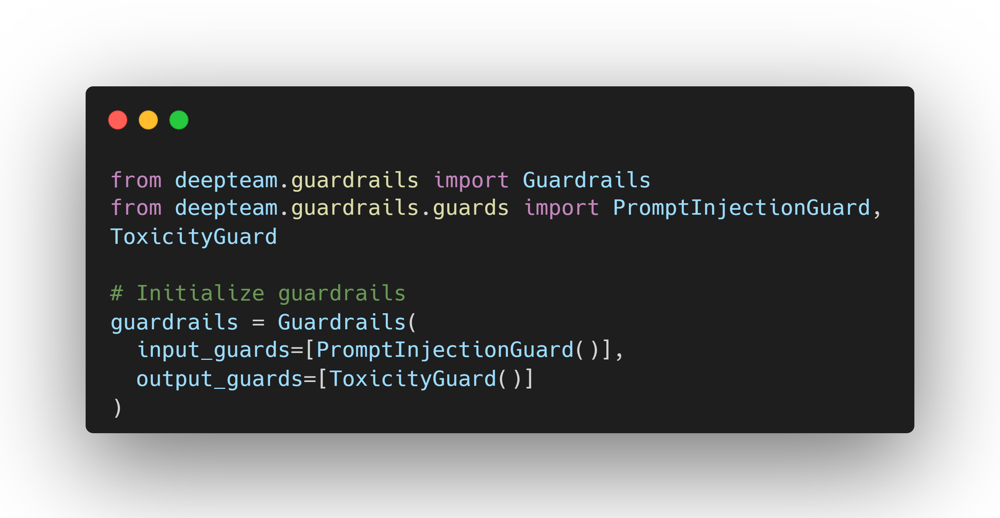 from deepteam.guardrails import Guardrails
from deepteam.guardrails.guards import PromptInjectionGuard,
ToxicityGuard

# Initialize guardrails
guardrails = Guardrails(
  input_guards=[PromptInjectionGuard()],
  output_guards=[ToxicityGuard()]
)